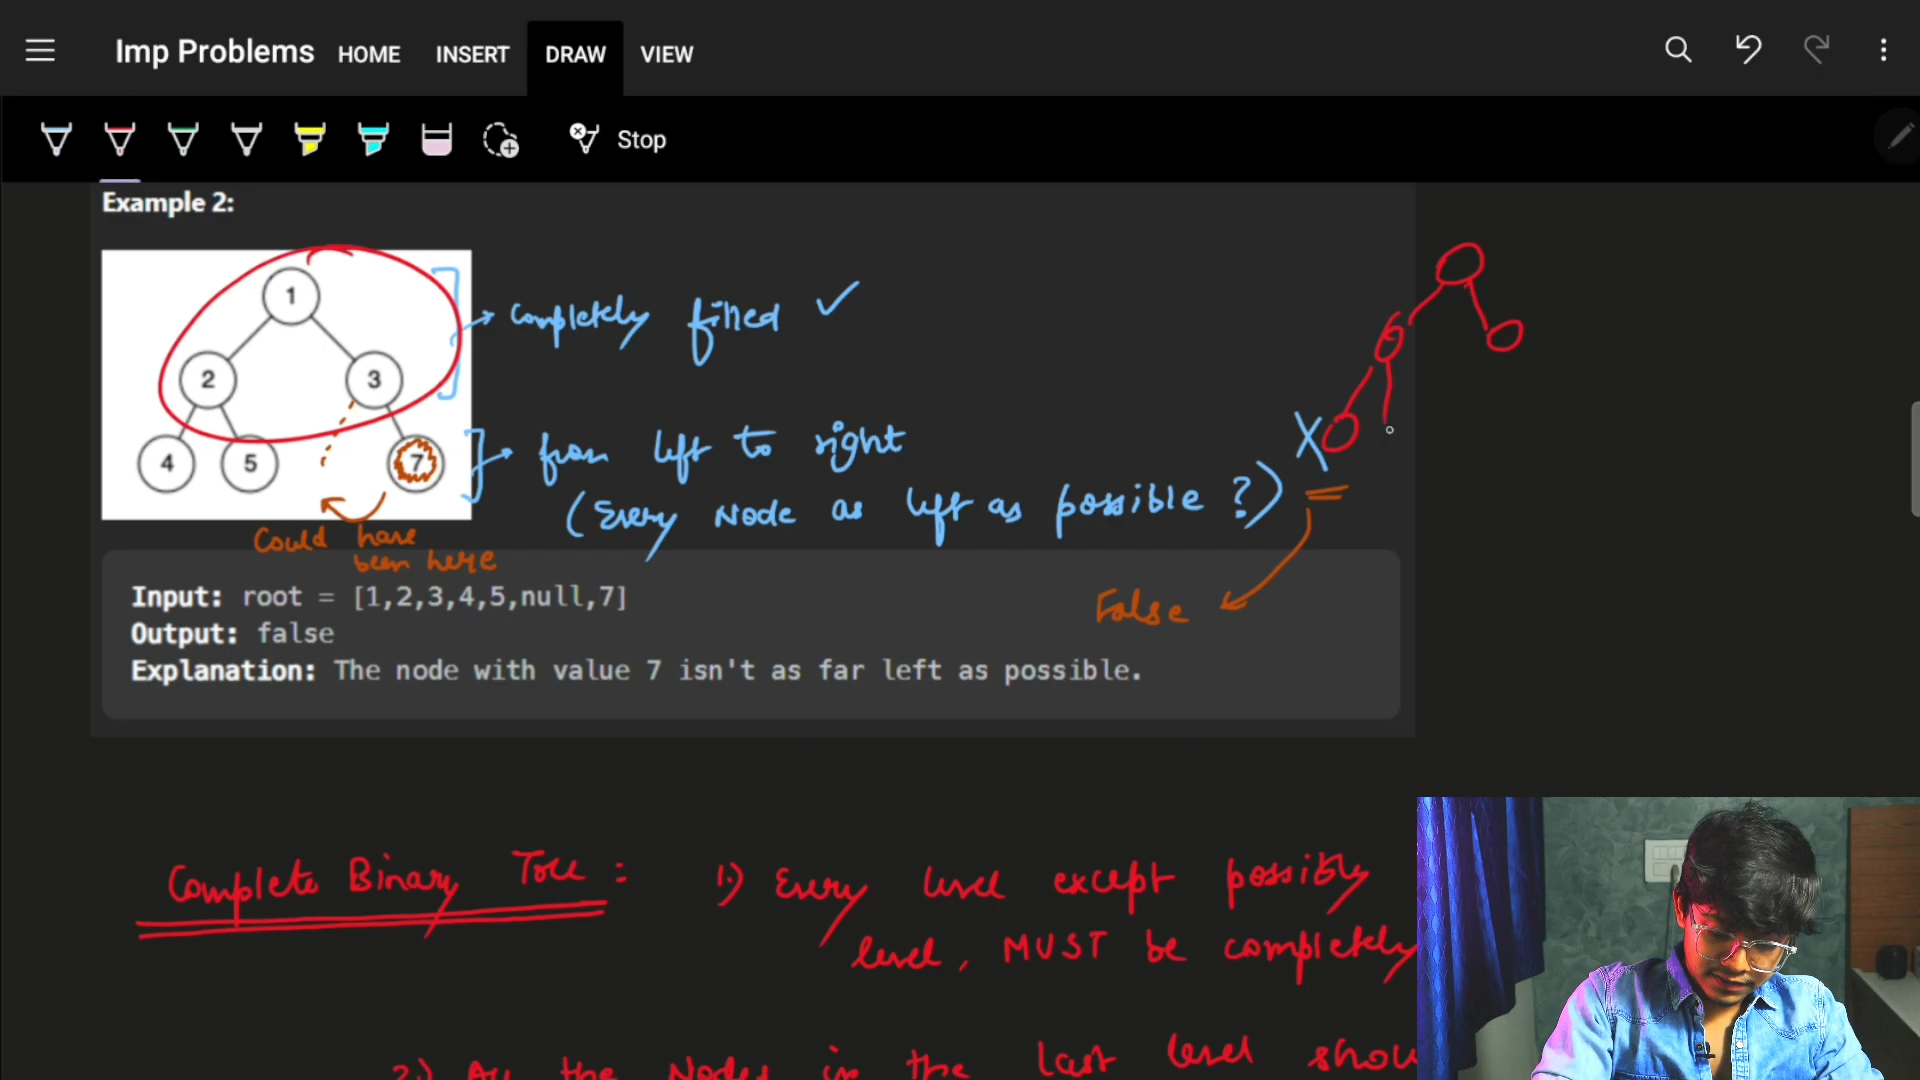 Imp Problems HOME INSERT DRAW VIEW
Stop
Example 2:
1
2 3
4 5 7
Completely filled ✓
from left to right
(Every Node as left as possible ?) X
Could have
been here
False
Input: root = [1,2,3,4,5,null,7]
Output: false
Explanation: The node with value 7 isn't as far left as possible.
Complete Binary Tree : 1.) Every level except possibly
level, MUST be completely
2.) All the Nodes in the last level shou